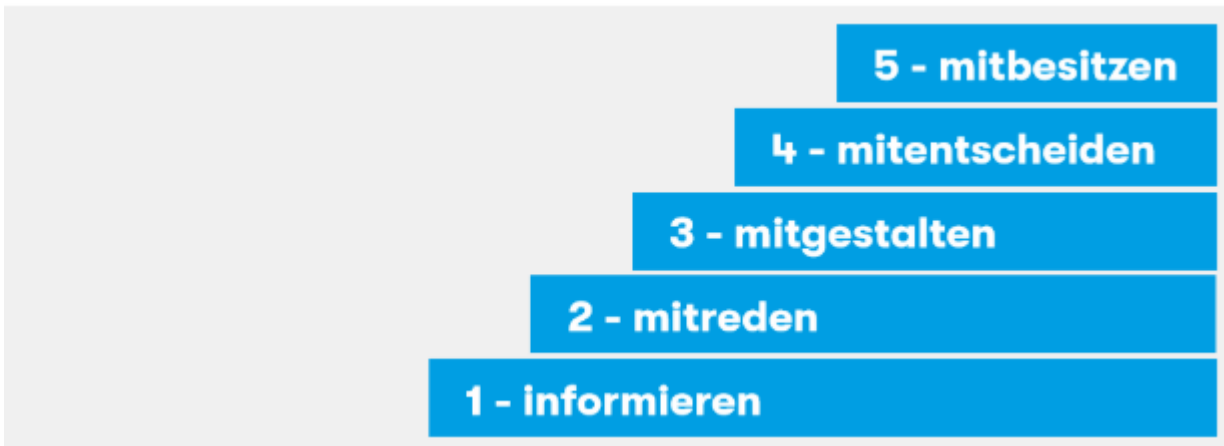 5 - mitbesitzen
4 - mitentscheiden
3 - mitgestalten
2 - mitreden
1 - informieren